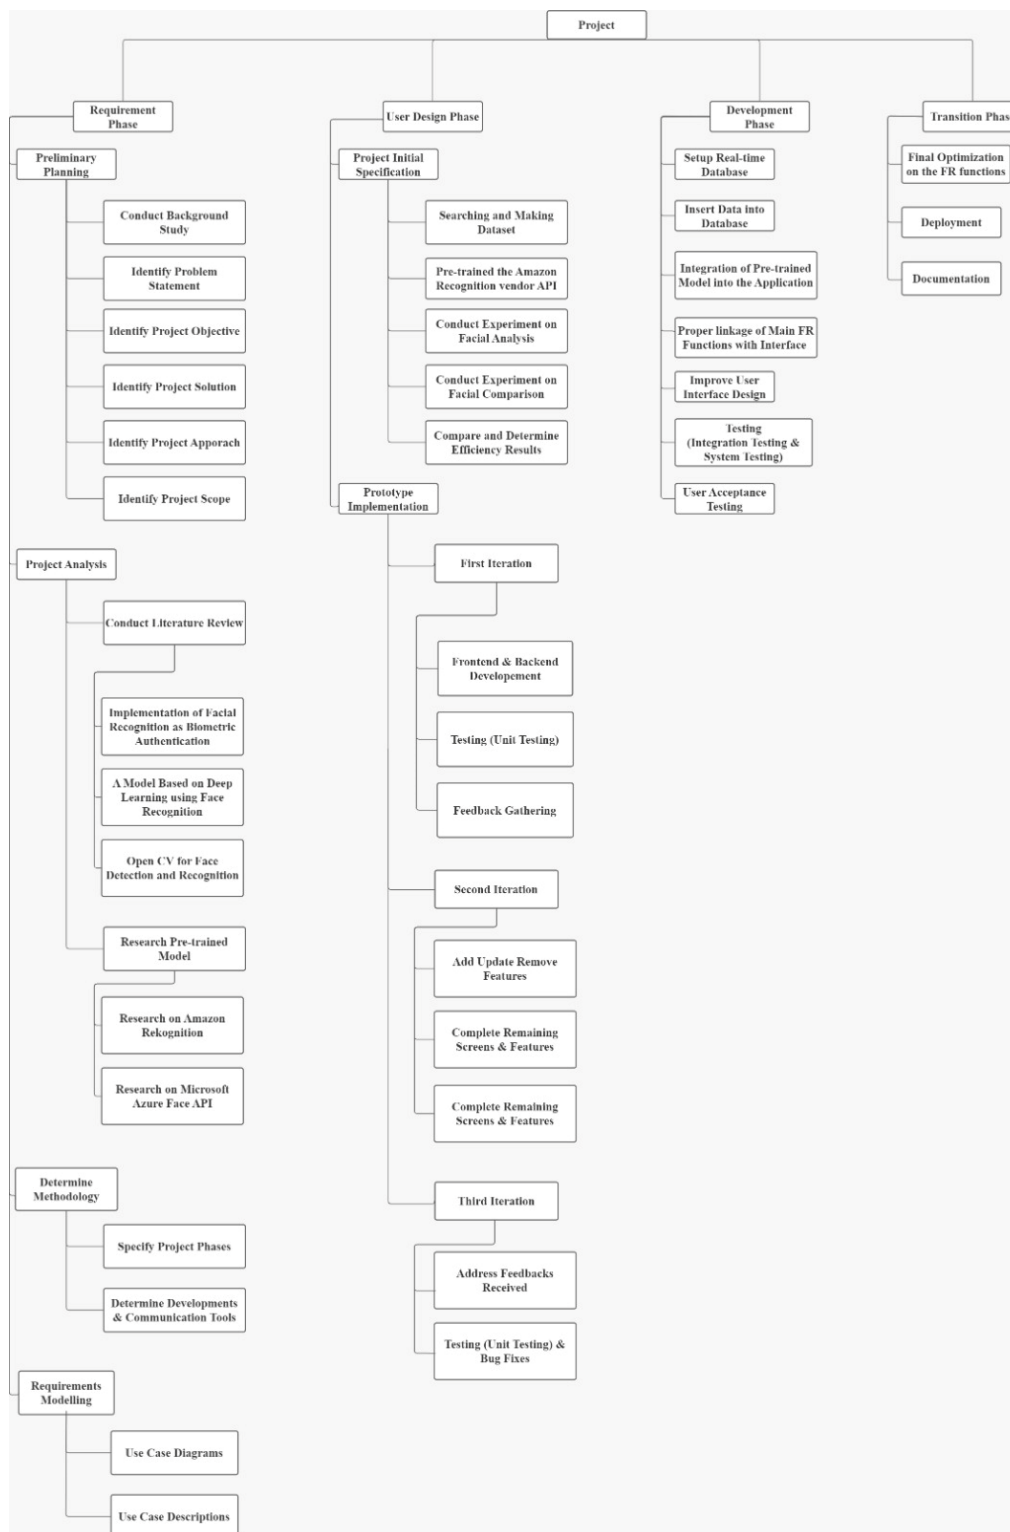 Project
Requirement
Phase
Preliminary
Planning
Conduct Background
Study
Identify Problem
Statement
Identify Project Objective
Identify Project Solution
Identify Project Apporach
Identify Project Scope
Project Analysis
Conduct Literature Review
Implementation of Facial
Recognition as Biometric
Authentication
A Model Based on Deep
Learning using Face
Recognition
Open CV for Face
Detection and Recognition
Research Pre-trained
Model
Research on Amazon
Rekognition
Research on Microsoft
Azure Face API
Determine
Methodology
Specify Project Phases
Determine Developments
& Communication Tools
Requirements
Modelling
Use Case Diagrams
Use Case Descriptions
User Design Phase
Project Initial
Specification
Searching and Making
Dataset
Pre-trained the Amazon
Recognition vendor API
Conduct Experiment on
Facial Analysis
Conduct Experiment on
Facial Comparison
Compare and Determine
Efficiency Results
Prototype
Implementation
First Iteration
Frontend & Backend
Developement
Testing (Unit Testing)
Feedback Gathering
Second Iteration
Add Update Remove
Features
Complete Remaining
Screens & Features
Complete Remaining
Screens & Features
Third Iteration
Address Feedbacks
Received
Testing (Unit Testing) &
Bug Fixes
Development
Phase
Setup Real-time
Database
Insert Data into
Database
Integration of Pre-trained
Model into the Application
Proper linkage of Main FR
Functions with Interface
Improve User
Interface Design
Testing
(Integration Testing &
System Testing)
User Acceptance
Testing
Transition Phase
Final Optimization
on the FR functions
Deployment
Documentation